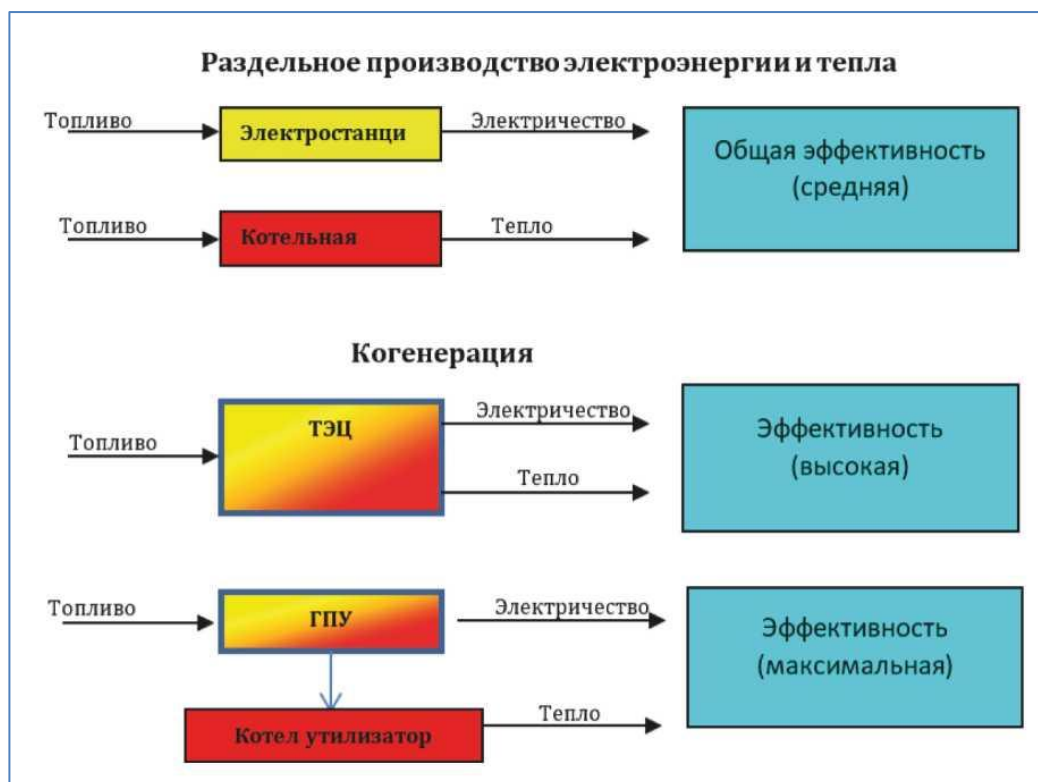 Раздельное производство электроэнергии и тепла
Топливо
Электростанци
Электричество
Общая эффективность
(средняя)
Топливо
Котельная
Тепло
Когенерация
Топливо
ТЭЦ
Электричество
Тепло
Эффективность
(высокая)
Топливо
ГПУ
Электричество
Эффективность
(максимальная)
Котел утилизатор
Тепло